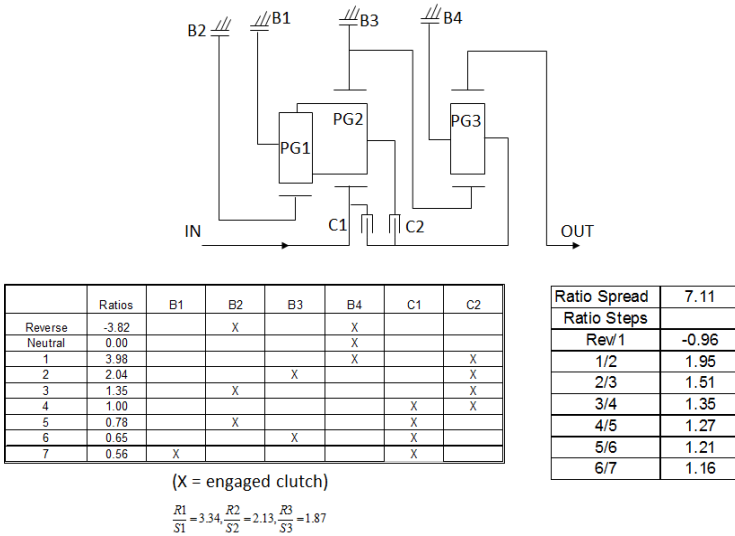 B2 B1 B3 B4
PG1 PG2 PG3
C1 C2
IN OUT
Ratios B1 B2 B3 B4 C1 C2
Reverse -3.82 X X
Neutral 0.00 X
1 3.98 X X
2 2.04 X X
3 1.35 X X
4 1.00 X X
5 0.78 X X
6 0.65 X X
7 0.56 X X
(X = engaged clutch)
R1/S1 =3.34, R2/S2 =2.13, R3/S3 =1.87
Ratio Spread 7.11
Ratio Steps
Rev/1 -0.96
1/2 1.95
2/3 1.51
3/4 1.35
4/5 1.27
5/6 1.21
6/7 1.16